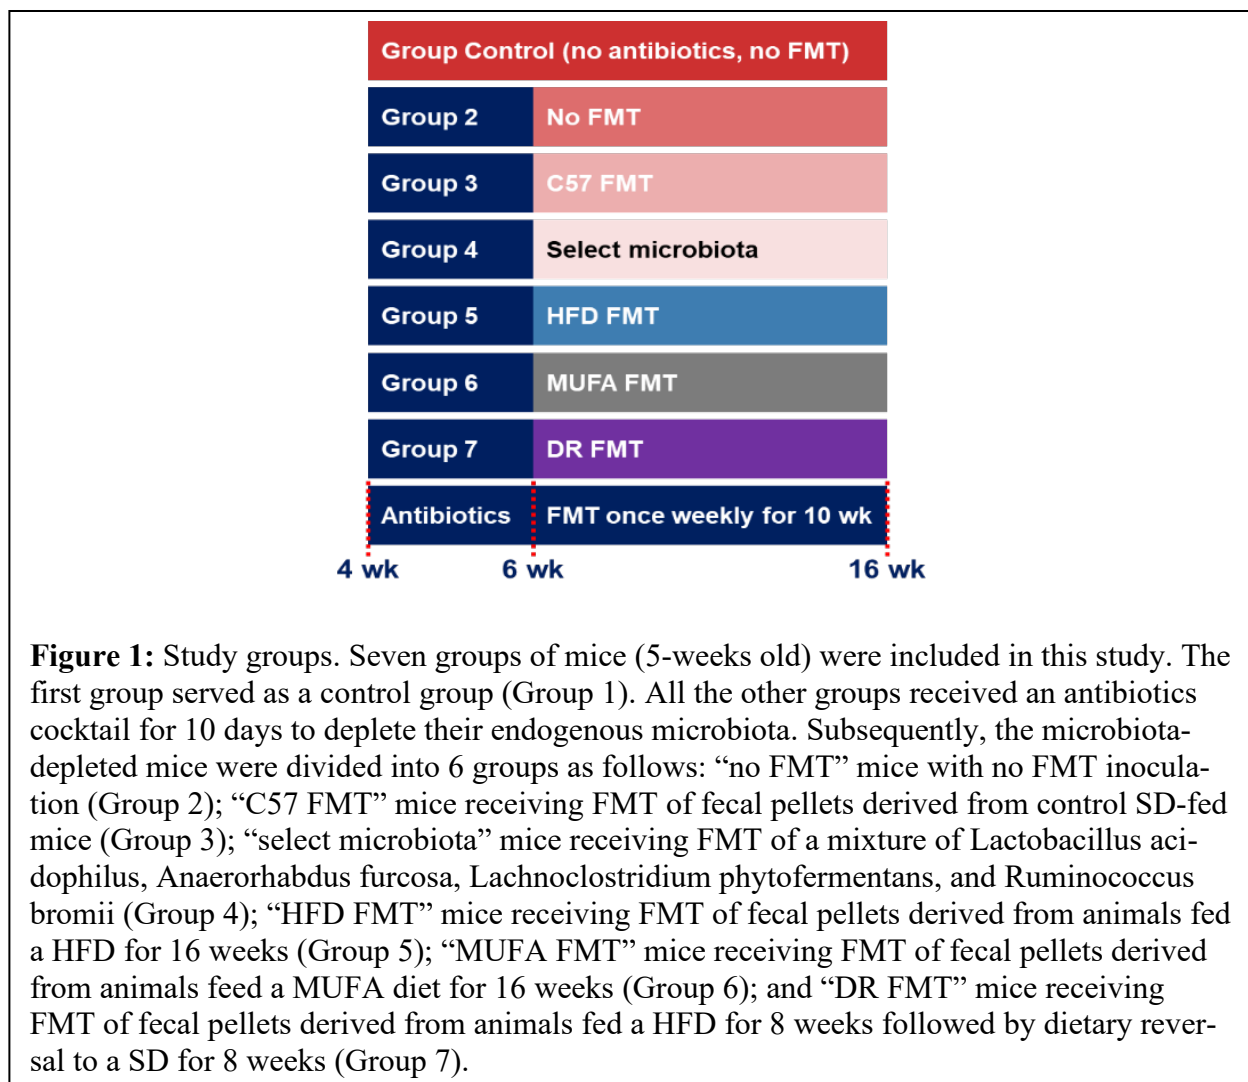 Group Control (no antibiotics, no FMT)
Group 2 No FMT
Group 3 C57 FMT
Group 4 Select microbiota
Group 5 HFD FMT
Group 6 MUFA FMT
Group 7 DR FMT
Antibiotics FMT once weekly for 10 wk
4 wk 6 wk 16 wk
Figure 1: Study groups. Seven groups of mice (5-weeks old) were included in this study. The
first group served as a control group (Group 1). All the other groups received an antibiotics
cocktail for 10 days to deplete their endogenous microbiota. Subsequently, the microbiota-
depleted mice were divided into 6 groups as follows: “no FMT” mice with no FMT inocula-
tion (Group 2); “C57 FMT” mice receiving FMT of fecal pellets derived from control SD-fed
mice (Group 3); “select microbiota” mice receiving FMT of a mixture of Lactobacillus aci-
dophilus, Anaerorhabdus furcosa, Lachnoclostridium phytofermentans, and Ruminococcus
bromii (Group 4); “HFD FMT” mice receiving FMT of fecal pellets derived from animals fed
a HFD for 16 weeks (Group 5); “MUFA FMT” mice receiving FMT of fecal pellets derived
from animals feed a MUFA diet for 16 weeks (Group 6); and “DR FMT” mice receiving
FMT of fecal pellets derived from animals fed a HFD for 8 weeks followed by dietary rever-
sal to a SD for 8 weeks (Group 7).